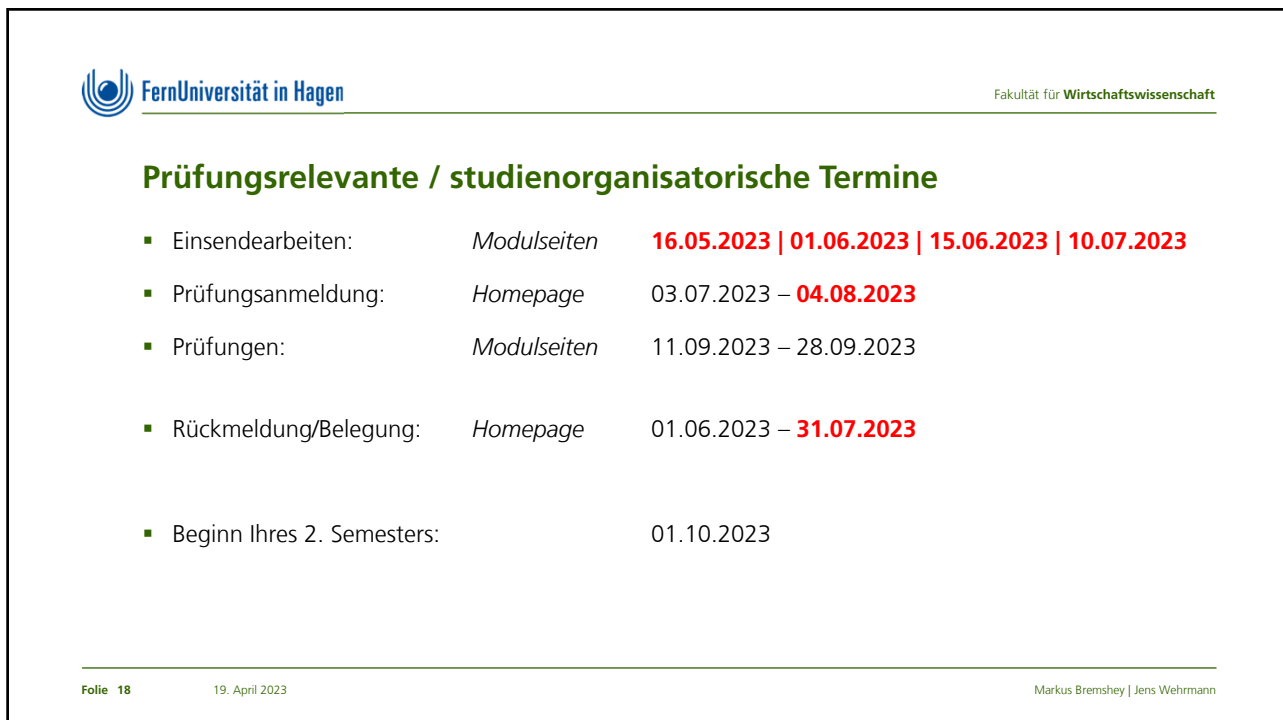 FernUniversität in Hagen
Fakultät für Wirtschaftswissenschaft
Prüfungsrelevante / studienorganisatorische Termine
▪ Einsendearbeiten: Modulseiten 16.05.2023 | 01.06.2023 | 15.06.2023 | 10.07.2023
▪ Prüfungsanmeldung: Homepage 03.07.2023 – 04.08.2023
▪ Prüfungen: Modulseiten 11.09.2023 – 28.09.2023
▪ Rückmeldung/Belegung: Homepage 01.06.2023 – 31.07.2023
▪ Beginn Ihres 2. Semesters: 01.10.2023
Folie 18 19. April 2023 Markus Bremshey | Jens Wehrmann